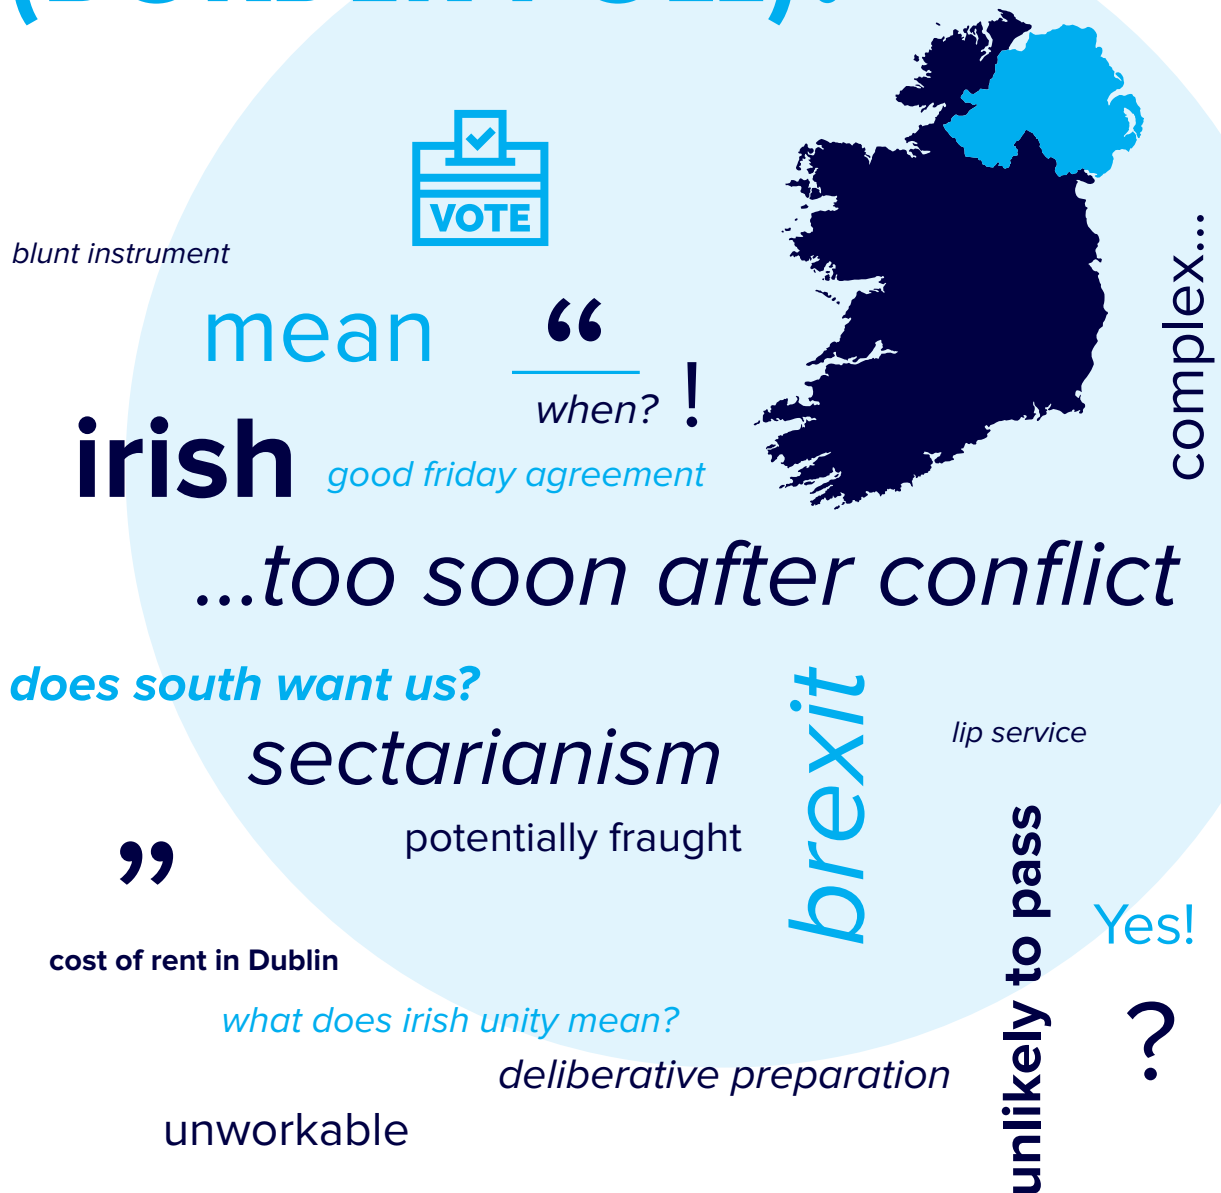 (BORDER POLL)?
VOTE
blunt instrument
complex...
mean
“
when? !
irish
good friday agreement
...too soon after conflict
does south want us?
brexit
sectarianism
lip service
potentially fraught
unlikely to pass
”
Yes!
cost of rent in Dublin
what does irish unity mean?
?
deliberative preparation
unworkable